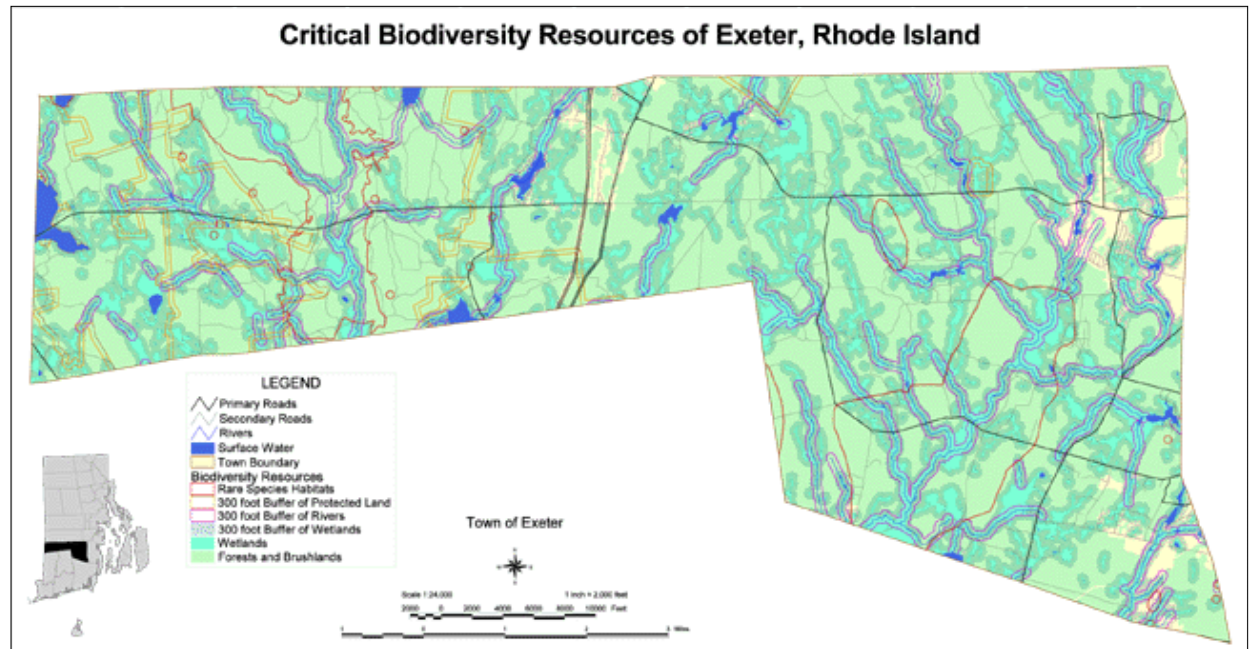 Critical Biodiversity Resources of Exeter, Rhode Island
LEGEND
Primary Roads
Secondary Roads
Rivers
Surface Water
Town Boundary
Biodiversity Resources
Rare Species Habitats
300 foot Buffer of Protected Land
300 foot Buffer of Rivers
300 foot Buffer of Wetlands
Wetlands
Forests and Brushlands
Town of Exeter
Scale 1:24,000 1 inch = 2,000 feet
2000 0 2000 4000 6000 8000 10000 Feet